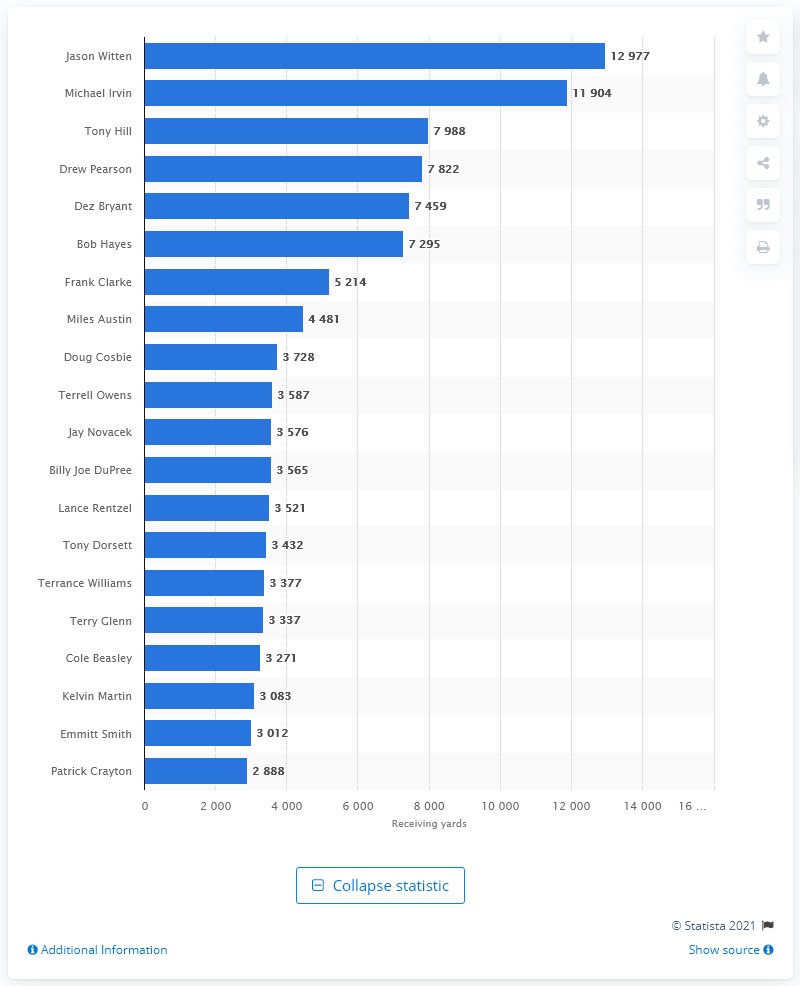 Jason Witten 12 977
Michael Irvin 11 904
Tony Hill 7 988
Drew Pearson 7 822
Dez Bryant 7 459
Bob Hayes 7 295
Frank Clarke 5 214
Miles Austin 4 481
Doug Cosbie 3 728
Terrell Owens 3 587
Jay Novacek 3 576
Billy Joe DuPree 3 565
Lance Rentzel 3 521
Tony Dorsett 3 432
Terrance Williams 3 377
Terry Glenn 3 337
Cole Beasley 3 271
Kelvin Martin 3 083
Emmitt Smith 3 012
Patrick Crayton 2 888
0 2 000 4 000 6 000 8 000 10 000 12 000 14 000 16 ...
Receiving yards
Collapse statistic
© Statista 2021
Additional Information Show source